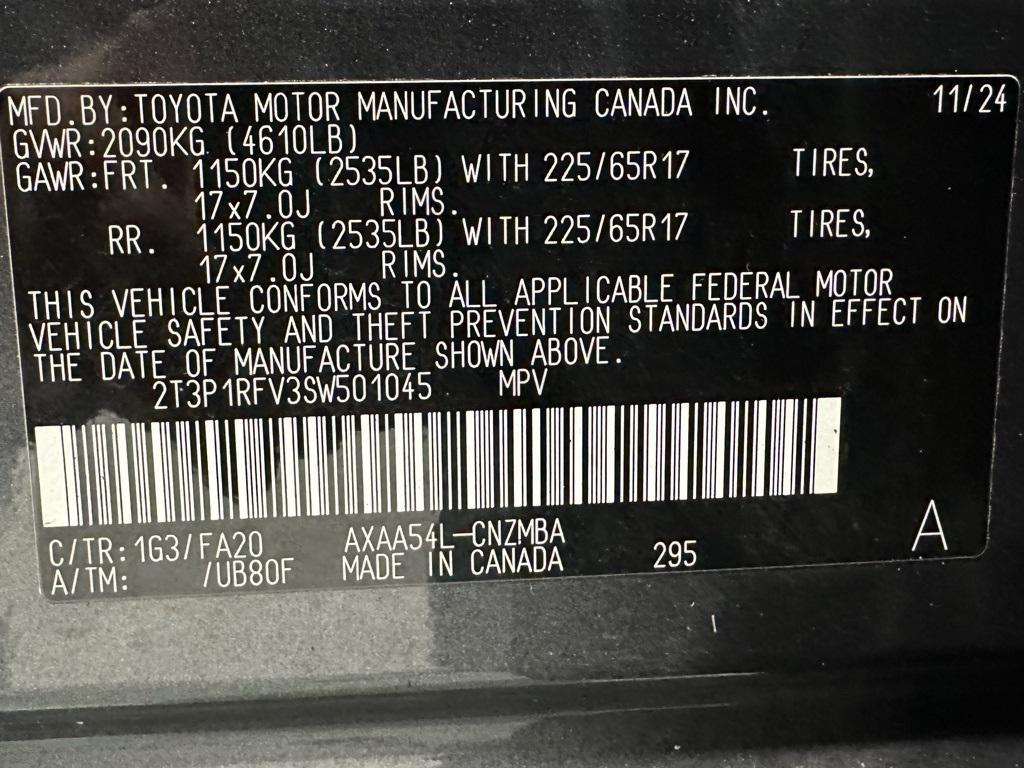 MFD.BY:TOYOTA MOTOR MANUFACTURING CANADA INC. 11/24
GVWR:2090KG (4610LB)
GAWR:FRT. 1150KG (2535LB) WITH 225/65R17 TIRES,
17x7.0J RIMS.
RR. 1150KG (2535LB) WITH 225/65R17 TIRES,
17x7.0J RIMS.
THIS VEHICLE CONFORMS TO ALL APPLICABLE FEDERAL MOTOR
VEHICLE SAFETY AND THEFT PREVENTION STANDARDS IN EFFECT ON
THE DATE OF MANUFACTURE SHOWN ABOVE.
2T3P1RFV3SW501045 MPV
C/TR:1G3/FA20 AXAA54L-CNZMBA
A/TM: /UB80F MADE IN CANADA 295 A